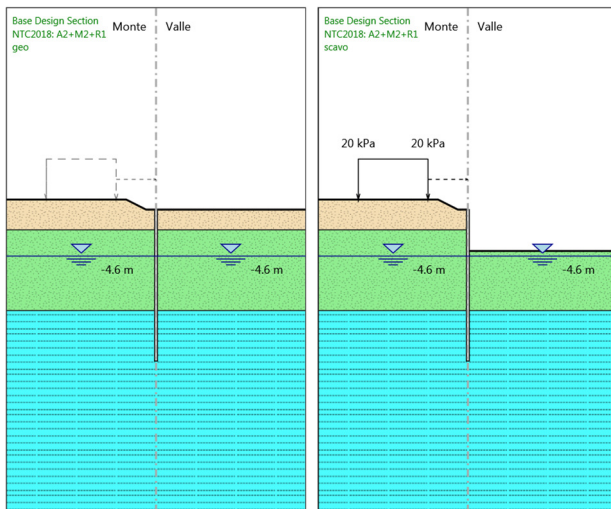 Base Design Section
NTC2018: A2+M2+R1
geo
Monte
Valle
-4.6 m
-4.6 m
Base Design Section
NTC2018: A2+M2+R1
scavo
Monte
Valle
20 kPa
20 kPa
-4.6 m
-4.6 m